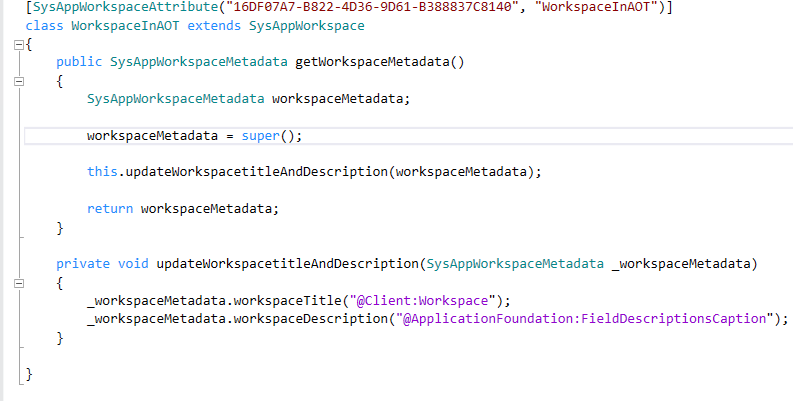 [SysAppWorkspaceAttribute("16DF07A7-B822-4D36-9D61-B388837C8140", "WorkspaceInAOT")]
class WorkspaceInAOT extends SysAppWorkspace
{
    public SysAppWorkspaceMetadata getWorkspaceMetadata()
    {
        SysAppWorkspaceMetadata workspaceMetadata;
        workspaceMetadata = super();
        this.updateWorkspacetitleAndDescription(workspaceMetadata);
        return workspaceMetadata;
    }
    private void updateWorkspacetitleAndDescription(SysAppWorkspaceMetadata _workspaceMetadata)
    {
        _workspaceMetadata.workspaceTitle("@Client:Workspace");
        _workspaceMetadata.workspaceDescription("@ApplicationFoundation:FieldDescriptionsCaption");
    }
}